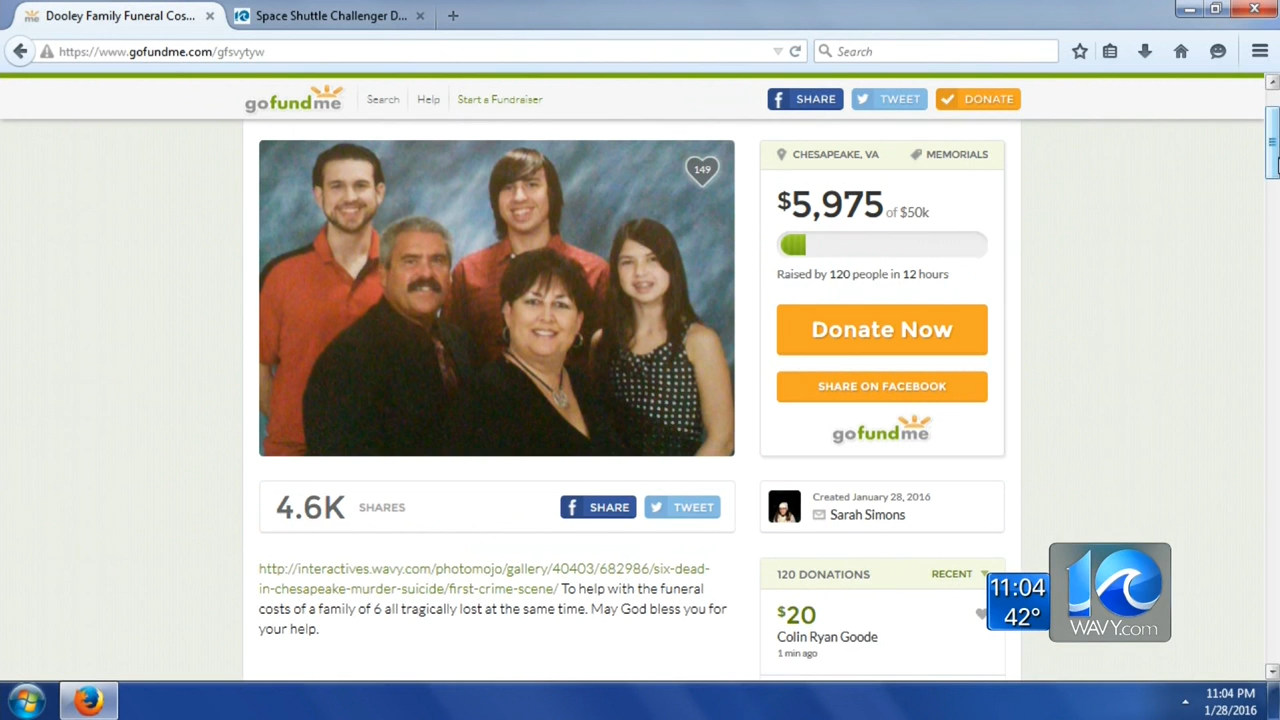 Dooley Family Funeral Cos...
Space Shuttle Challenger D...
https://www.gofundme.com/gfsvytyw
Search
gofundme
Search
Help
Start a Fundraiser
SHARE
TWEET
DONATE
149
CHESAPEAKE, VA
MEMORIALS
$5,975 of $50k
Raised by 120 people in 12 hours
Donate Now
SHARE ON FACEBOOK
gofundme
4.6K SHARES
SHARE
TWEET
Created January 28, 2016
Sarah Simons
http://interactives.wavy.com/photomojo/gallery/40403/682986/six-dead-
in-chesapeake-murder-suicide/first-crime-scene/ To help with the funeral
costs of a family of 6 all tragically lost at the same time. May God bless you for
your help.
120 DONATIONS
RECENT
$20
Colin Ryan Goode
1 min ago
11:04
42°
10
WAVY.com
11:04 PM
1/28/2016